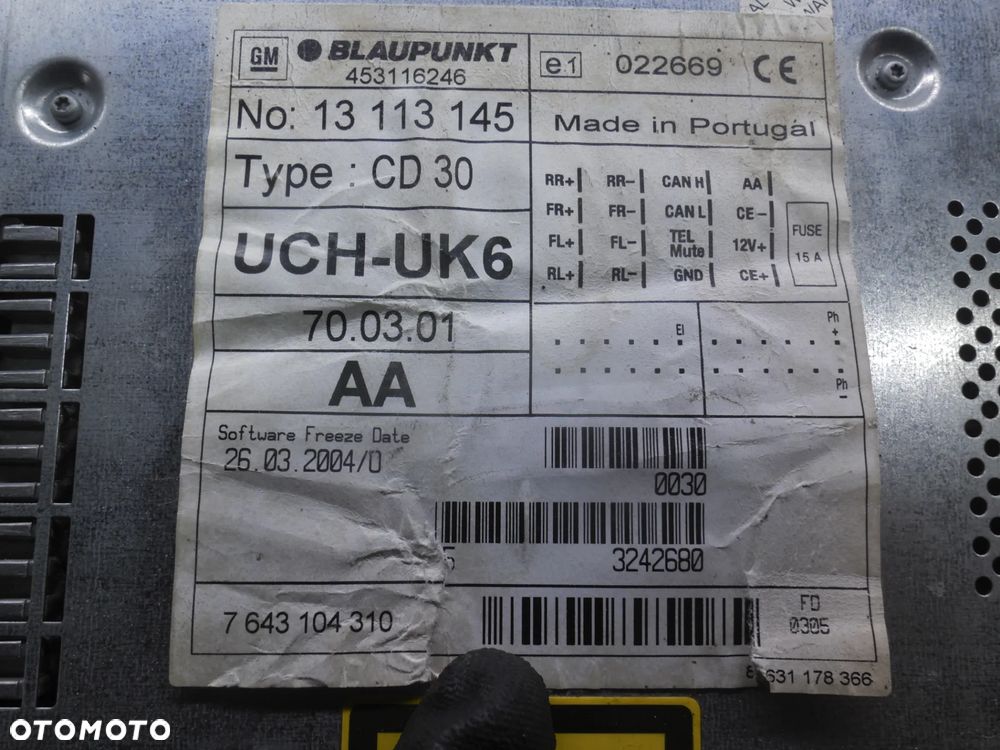 GM BLAUPUNKT
453116246
e1 022669 CE
No: 13 113 145
Made in Portugal
Type : CD 30
UCH-UK6
70.03.01
AA
RR+ RR- CAN H AA
FR+ FR- CAN L CE-
FL+ FL- TEL Mute 12V+
RL+ RL- GND CE+
FUSE
15 A
El
Ph
+
Ph
-
Software Freeze Date
26.03.2004/D
0030
3242680
7 643 104 310
FD
0305
631 178 366
OTOMOTO